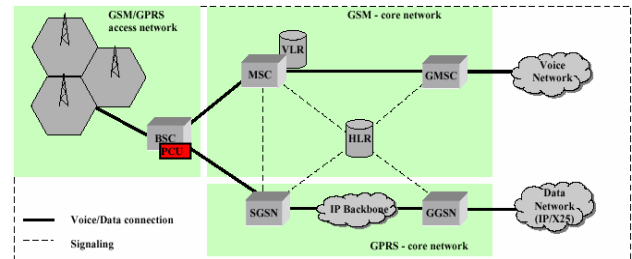 GSM/GPRS
access network
GSM - core network
VLR
MSC
GMSC
Voice
Network
BSC
PCU
HLR
SGSN
IP Backbone
GGSN
Data
Network
(IP/X25)
Voice/Data connection
Signaling
GPRS - core network